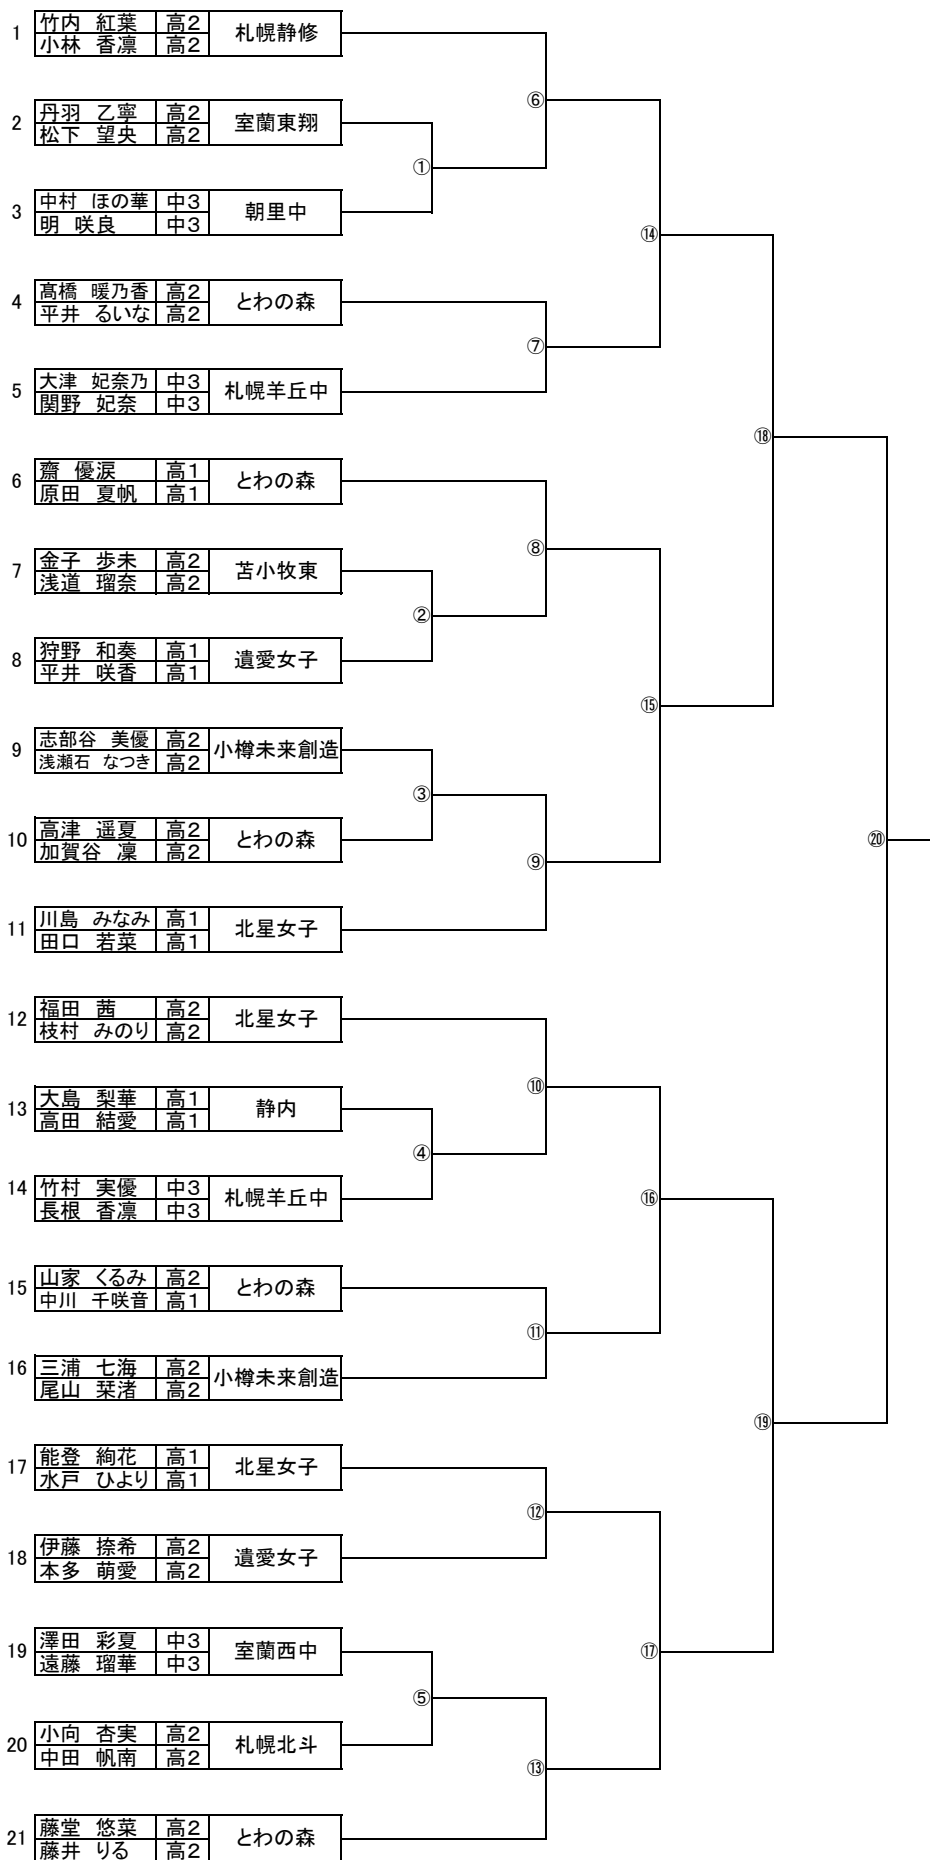 1 竹内 紅葉 高2 札幌静修
小林 香凛 高2
⑥
2 丹羽 乙寧 高2 室蘭東翔
松下 望央 高2
①
3 中村 ほの華 中3 朝里中
明 咲良 中3
⑭
4 髙橋 暖乃香 高2 とわの森
平井 るいな 高2
⑦
5 大津 妃奈乃 中3 札幌羊丘中
関野 妃奈 中3
⑱
6 齋 優涙 高1 とわの森
原田 夏帆 高1
⑧
7 金子 歩未 高2 苫小牧東
浅道 瑠奈 高2
②
8 狩野 和奏 高1 遺愛女子
平井 咲香 高1
⑮
9 志部谷 美優 高2 小樽未来創造
浅瀬石 なつき 高2
③
10 高津 遥夏 高2 とわの森
加賀谷 凜 高2
⑳
⑨
11 川島 みなみ 高1 北星女子
田口 若菜 高1
12 福田 茜 高2 北星女子
枝村 みのり 高2
⑩
13 大島 梨華 高1 静内
高田 結愛 高1
④
14 竹村 実優 中3 札幌羊丘中
長根 香凛 中3
⑯
15 山家 くるみ 高2 とわの森
中川 千咲音 高1
⑪
16 三浦 七海 高2 小樽未来創造
尾山 栞渚 高2
⑲
17 能登 絢花 高1 北星女子
水戸 ひより 高1
⑫
18 伊藤 捺希 高2 遺愛女子
本多 萌愛 高2
19 澤田 彩夏 中3 室蘭西中
遠藤 瑠華 中3
⑰
⑤
20 小向 杏実 高2 札幌北斗
中田 帆南 高2
⑬
21 藤堂 悠菜 高2 とわの森
藤井 りる 高2